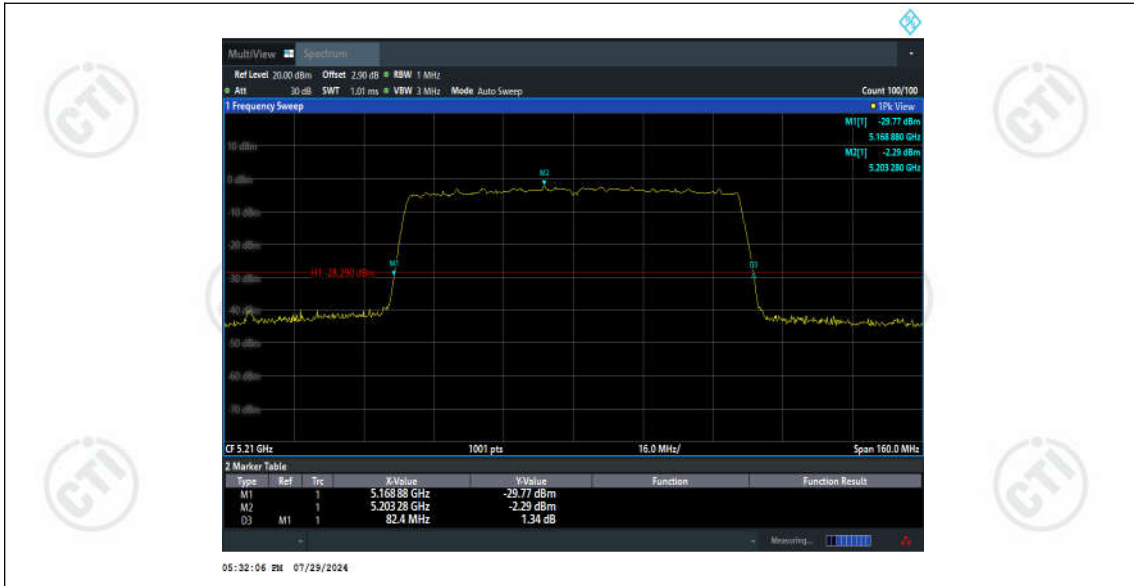 MultiView Spectrum
Ref Level 20.00 dBm Offset 2.90 dB RBW 1 MHz
Att 30 dB SWT 1.01 ms VBW 3 MHz Mode Auto Sweep Count 100/100
1 Frequency Sweep 1Pk View
M1[1] -29.77 dBm
5.168 880 GHz
M2[1] -2.29 dBm
5.203 280 GHz
10 dBm
M2
0 dBm
-10 dBm
-20 dBm
M1
D3
H1 -28.290 dBm
-30 dBm
-40 dBm
-50 dBm
-60 dBm
-70 dBm
CF 5.21 GHz 1001 pts 16.0 MHz/ Span 160.0 MHz
2 Marker Table
Type Ref Trc X-Value Y-Value Function Function Result
M1 1 5.168 88 GHz -29.77 dBm
M2 1 5.203 28 GHz -2.29 dBm
D3 M1 1 82.4 MHz 1.34 dB
Measuring...
05:32:06 PM 07/29/2024
CTI
CTI
CTI
CTI